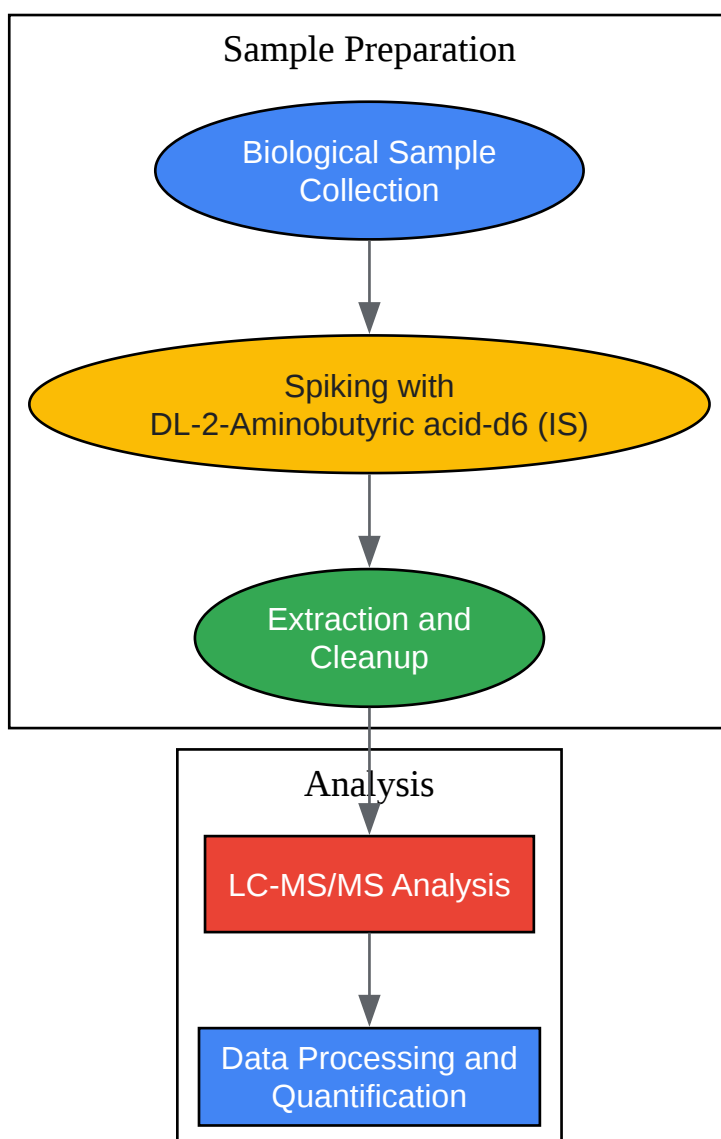 Sample Preparation
Biological Sample
Collection
Spiking with
DL-2-Aminobutyric acid-d6 (IS)
Extraction and
Cleanup
Analysis
LC-MS/MS Analysis
Data Processing and
Quantification